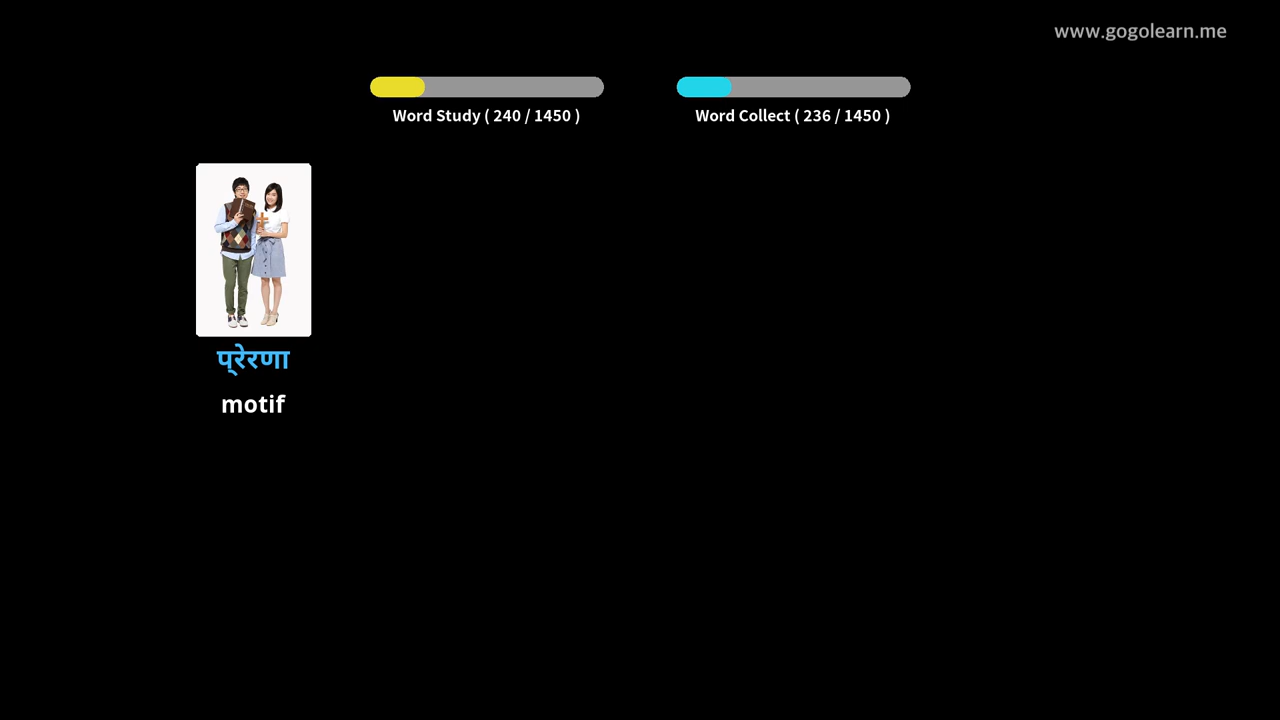 www.gogolearn.me
Word Study ( 240 / 1450 )
Word Collect ( 236 / 1450 )
प्रेरणा
motif